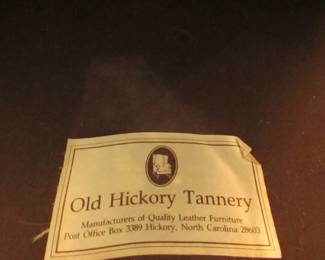 Old Hickory Tannery
Manufacturers of Quality Leather Furniture
Post Office Box 3389 Hickory, North Carolina 28603